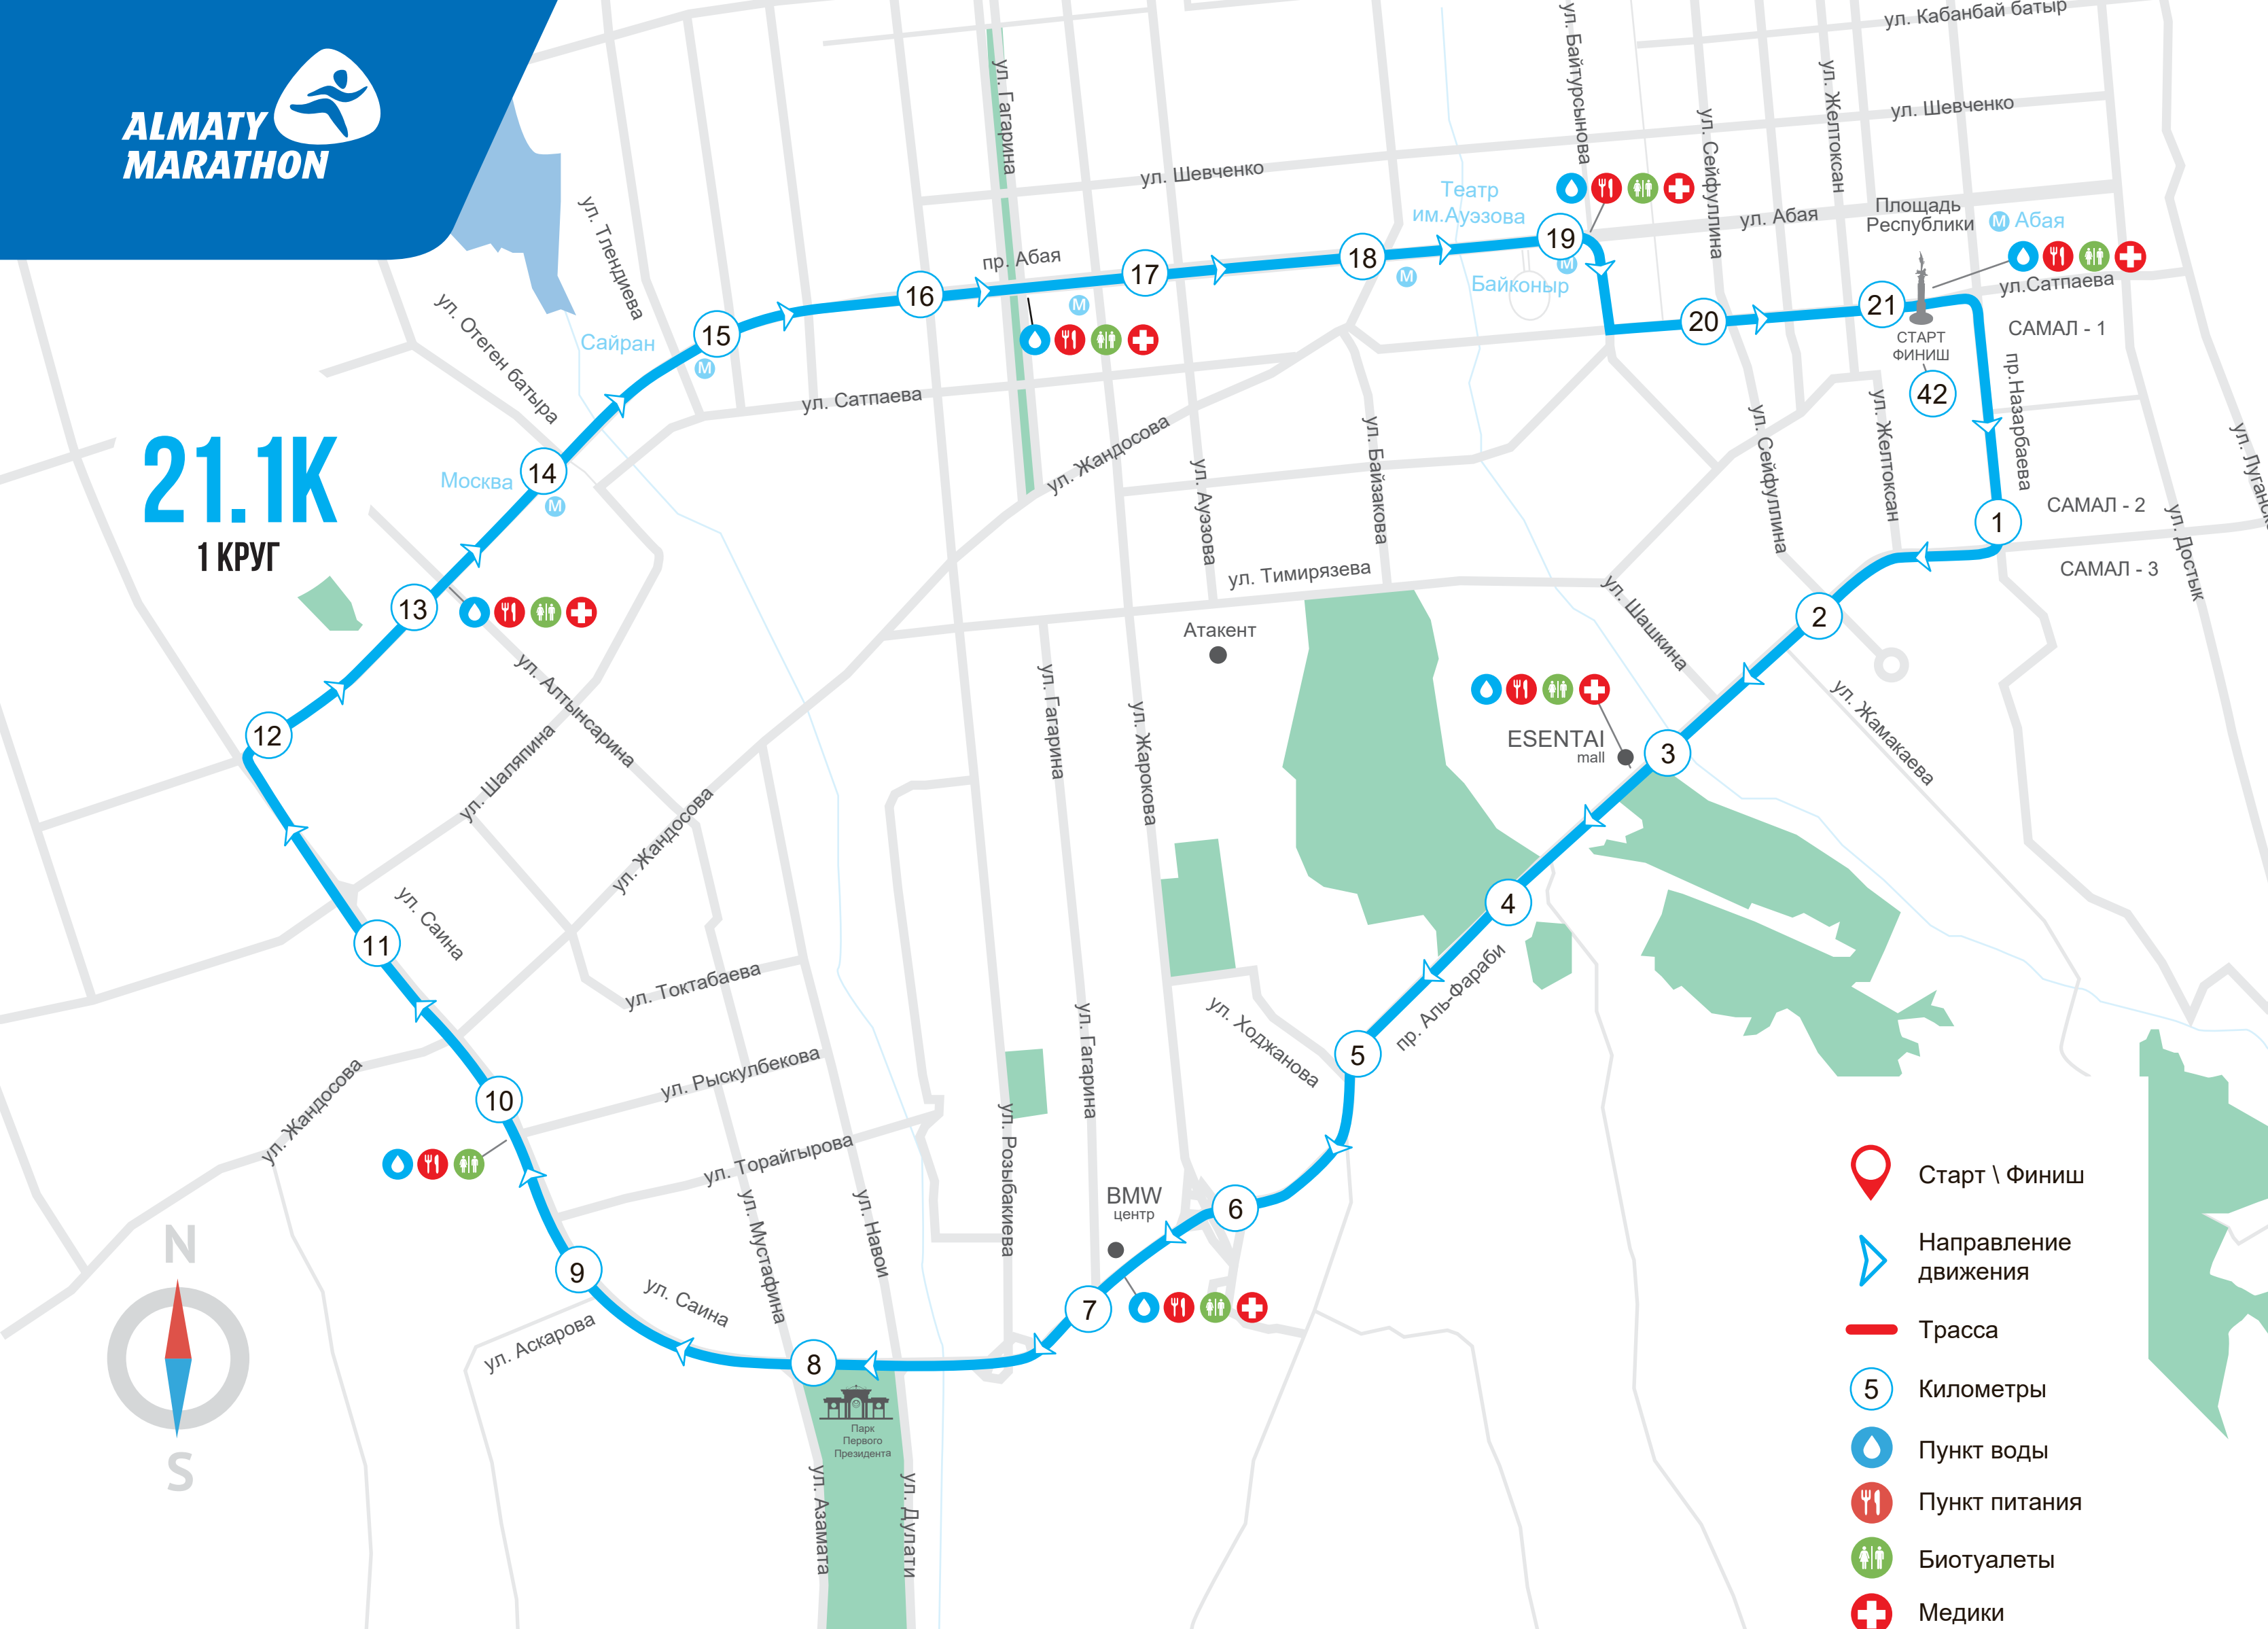 ALMATY
MARATHON
21.1K
1 КРУГ
ул. Кабанбай батыр
ул. Шевченко
ул. Байтурсынова
ул. Сейфуллина
ул. Желтоксан
ул. Гагарина
ул. Шевченко
ул. Тлендиева
Театр
им.Ауэзова
ул. Абая
Площадь
Республики
М Абая
ул.Сатпаева
пр. Абая
15
16
17
18
19
20
21
М
М
М
М
Байконыр
СТАРТ
ФИНИШ
42
САМАЛ - 1
пр.Назарбаева
САМАЛ - 2
САМАЛ - 3
ул. Достык
ул. Отеген батыра
Сайран
ул. Сатпаева
ул. Жандосова
ул. Ауэзова
ул. Байзакова
ул. Сейфуллина
ул. Желтоксан
1
2
14
Москва
М
13
12
ул. Тимирязева
ул. Шашкина
Атакент
ул. Алтынсарина
ул. Шаляпина
ул. Жандосова
ул. Гагарина
ул. Жарокова
ESENTAI
mall
3
ул. Жамакаева
4
11
ул. Саина
ул. Токтабаева
ул. Ходжанова
пр. Аль-Фараби
5
ул. Жандосова
10
ул. Рыскулбекова
ул. Торайгырова
ул. Гагарина
ул. Розыбакиева
BMW
центр
6
7
9
ул. Саина
ул. Мустафина
ул. Навои
ул. Аскарова
8
Парк
Первого
Президента
ул. Азамата
ул. Дулати
N
S
Старт \ Финиш
Направление
движения
Трасса
5
Километры
Пункт воды
Пункт питания
Биотуалеты
Медики